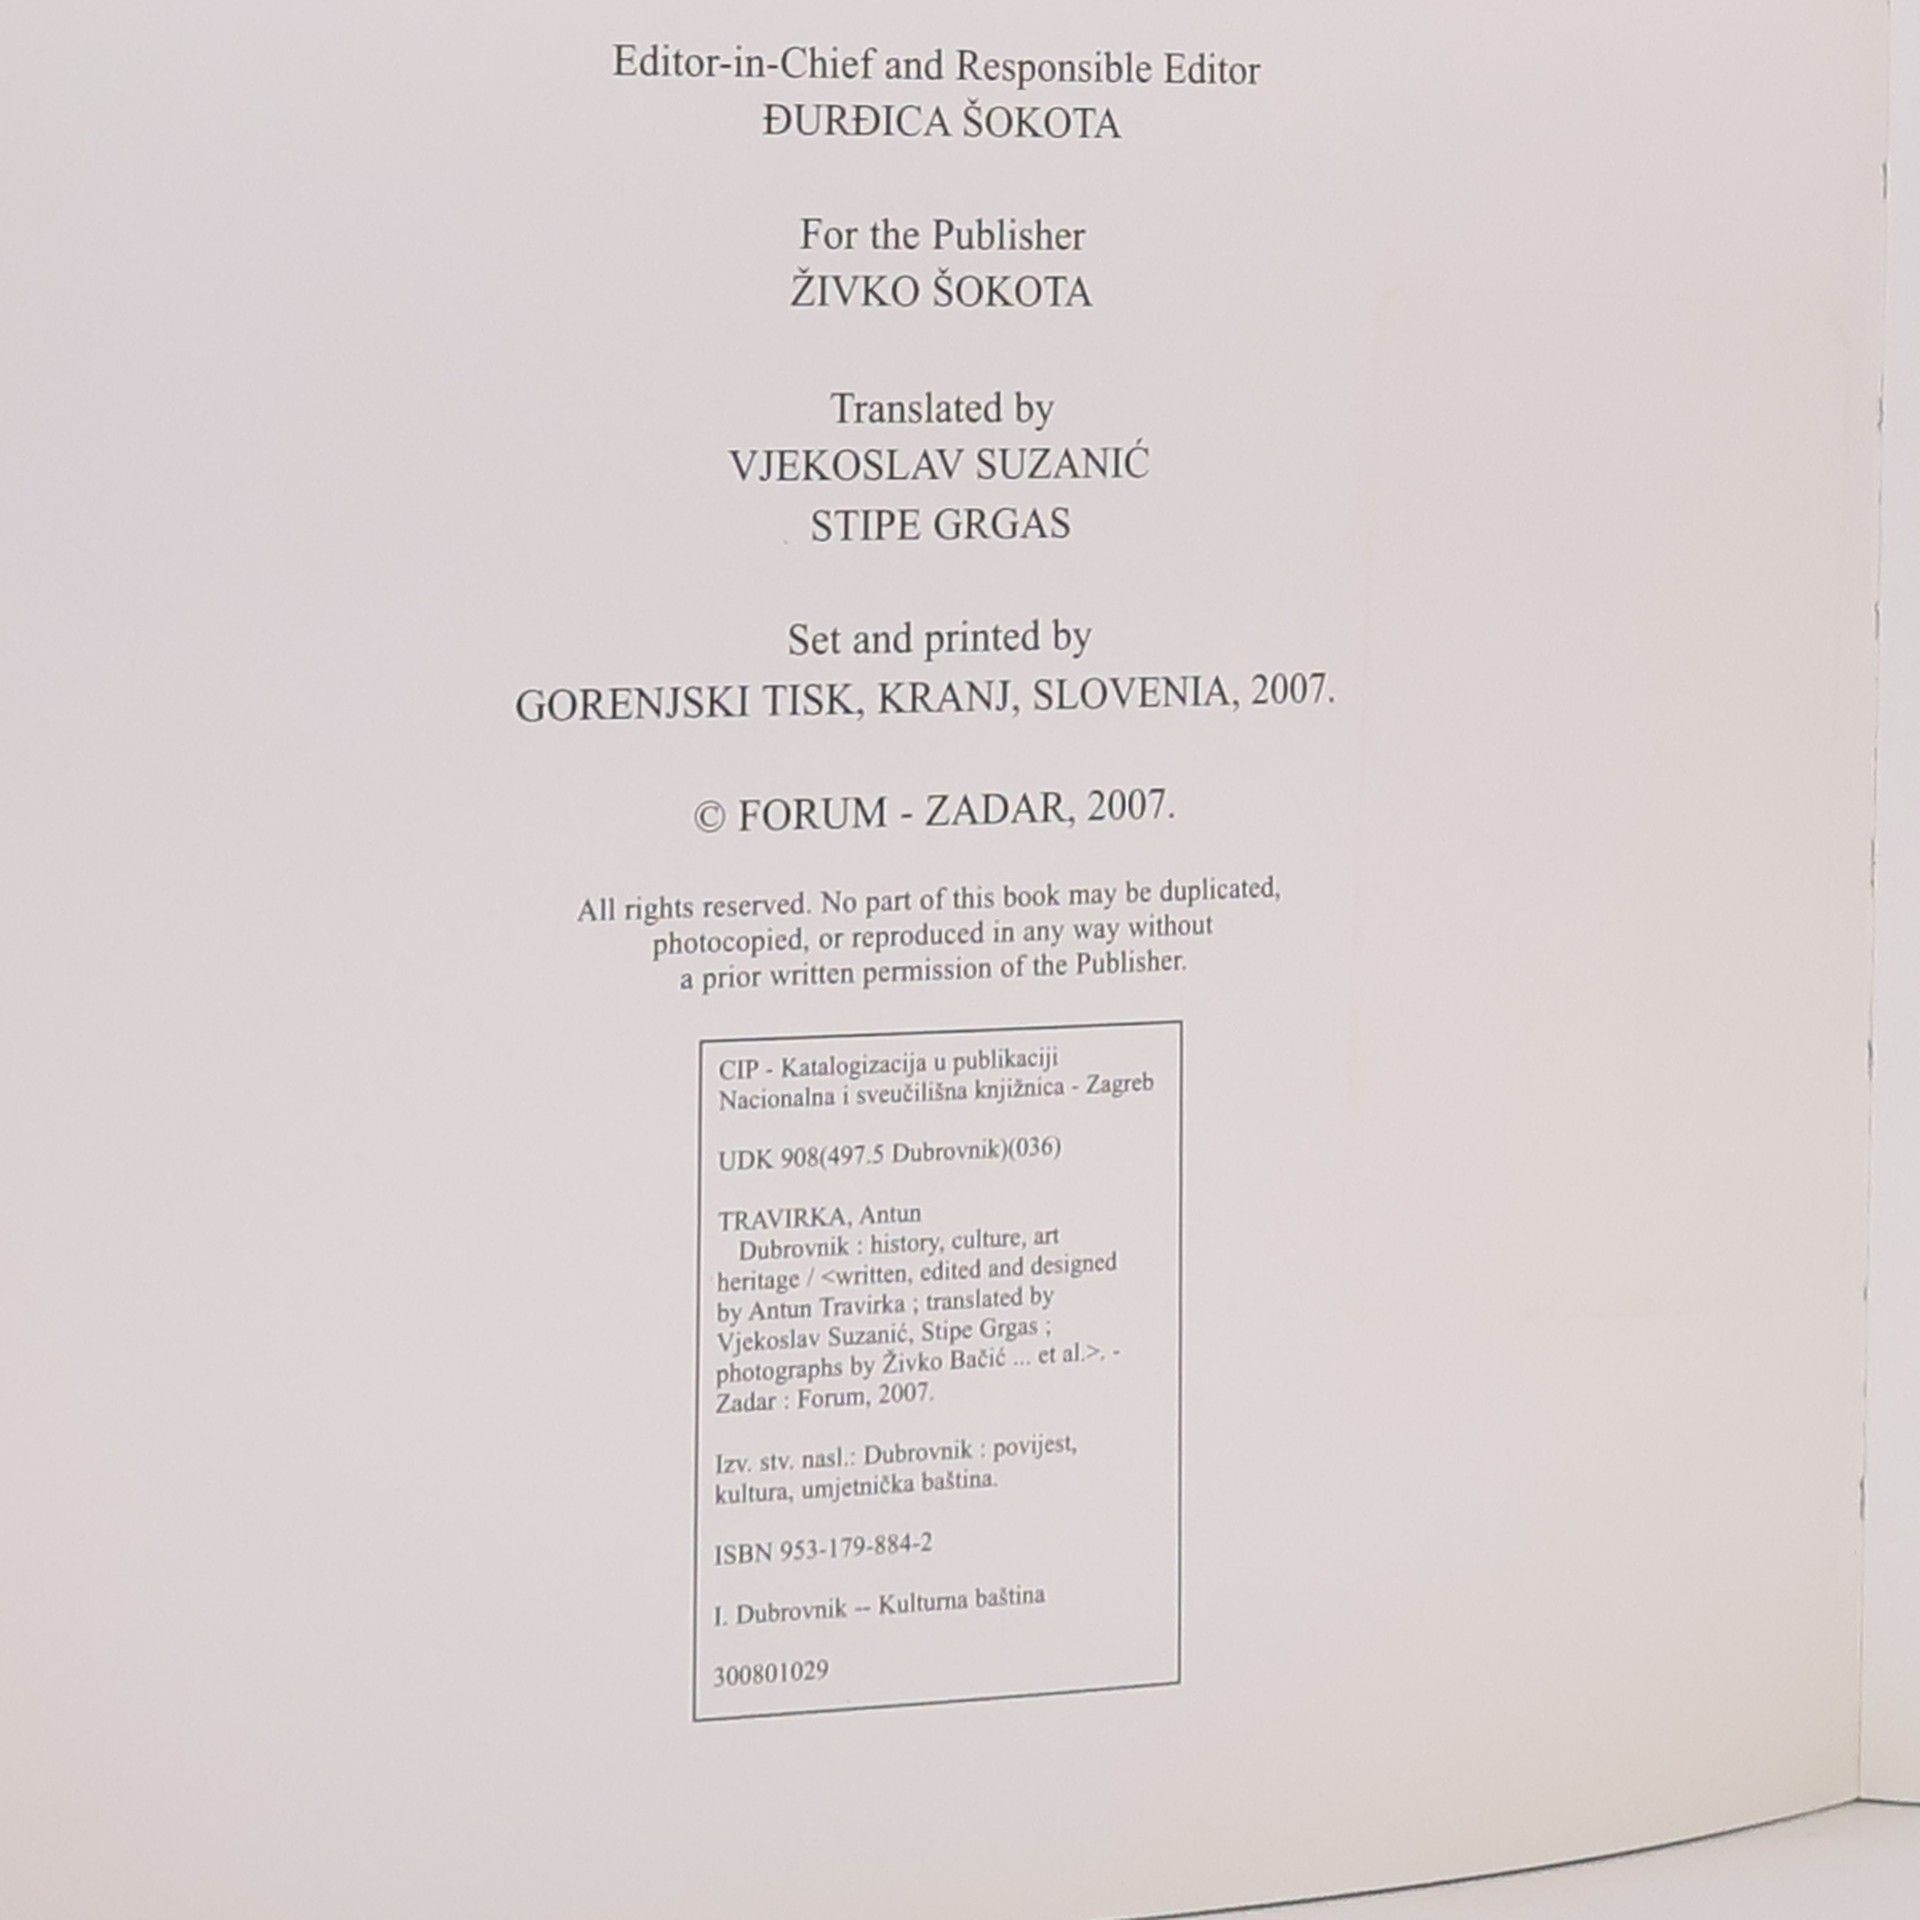 Editor-in-Chief and Responsible Editor
ĐURĐICA ŠOKOTA
For the Publisher
ŽIVKO ŠOKOTA
Translated by
VJEKOSLAV SUZANIĆ
STIPE GRGAS
Set and printed by
GORENJSKI TISK, KRANJ, SLOVENIA, 2007.
© FORUM - ZADAR, 2007.
All rights reserved. No part of this book may be duplicated,
photocopied, or reproduced in any way without
a prior written permission of the Publisher.
CIP - Katalogizacija u publikaciji
Nacionalna i sveučilišna knjižnica - Zagreb
UDK 908(497.5 Dubrovnik)(036)
TRAVIRKA, Antun
Dubrovnik : history, culture, art
heritage / <written, edited and designed
by Antun Travirka ; translated by
Vjekoslav Suzanić, Stipe Grgas ;
photographs by Živko Bačić ... et al.>. -
Zadar : Forum, 2007.
Izv. stv. nasl.: Dubrovnik : povijest,
kultura, umjetnička baština.
ISBN 953-179-884-2
I. Dubrovnik -- Kulturna baština
300801029